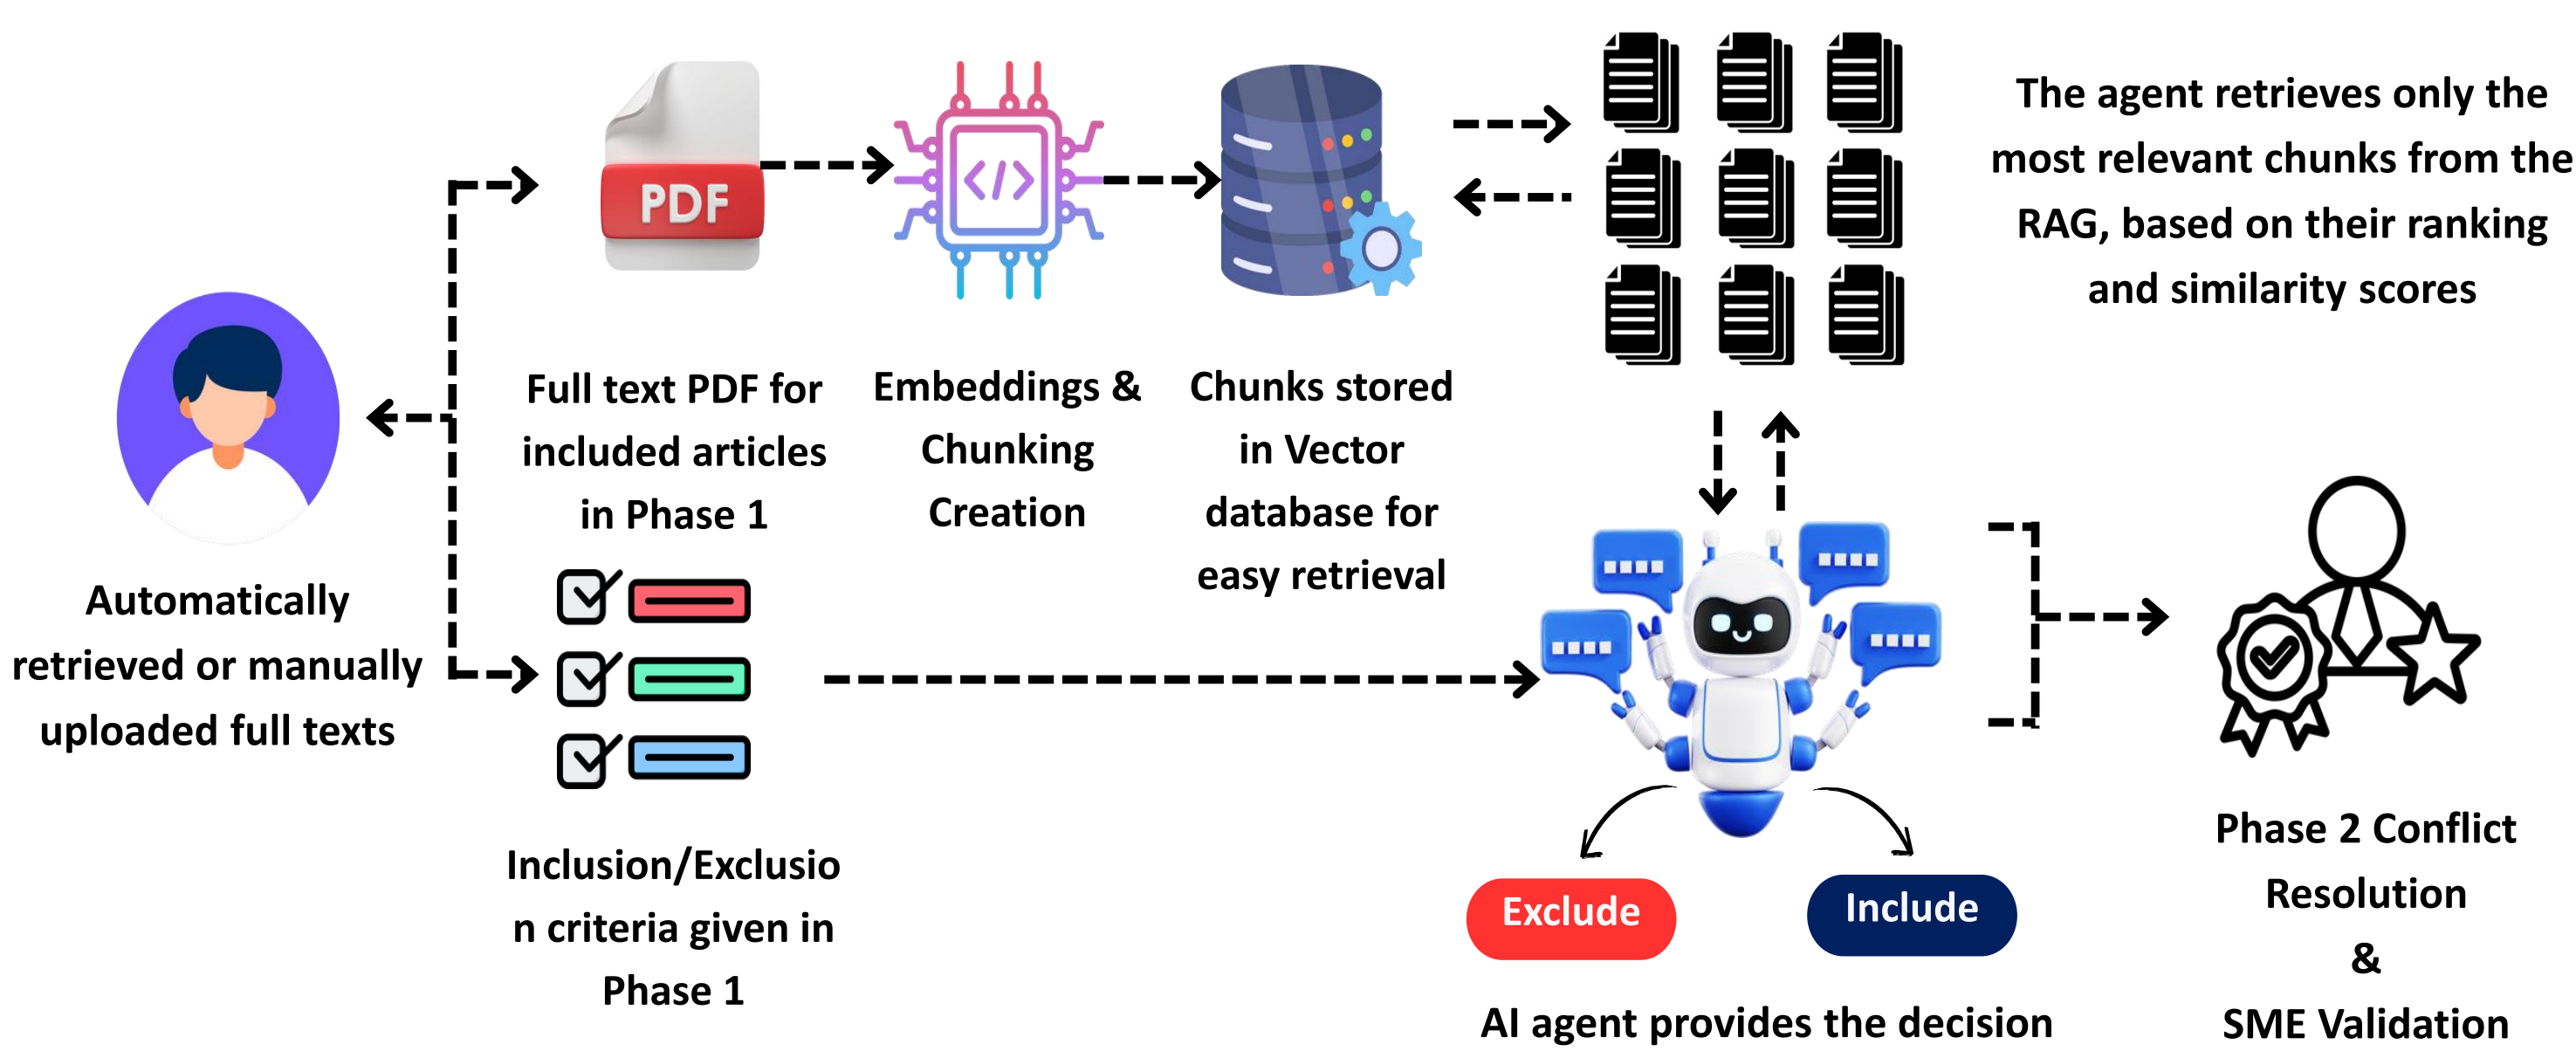 PDF
The agent retrieves only the
most relevant chunks from the
RAG, based on their ranking
and similarity scores
Full text PDF for
included articles
in Phase 1
Embeddings &
Chunking
Creation
Chunks stored
in Vector
database for
easy retrieval
Automatically
retrieved or manually
uploaded full texts
Inclusion/Exclusio
n criteria given in
Phase 1
Exclude
Include
AI agent provides the decision
Phase 2 Conflict
Resolution
&
SME Validation